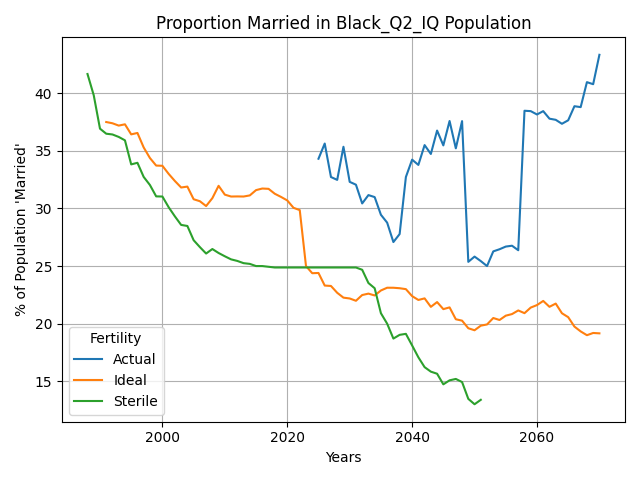 Proportion Married in Black_Q2_IQ Population
% of Population 'Married'
40
35
30
25
20
15
Fertility
Actual
Ideal
Sterile
2000
2020
2040
2060
Years